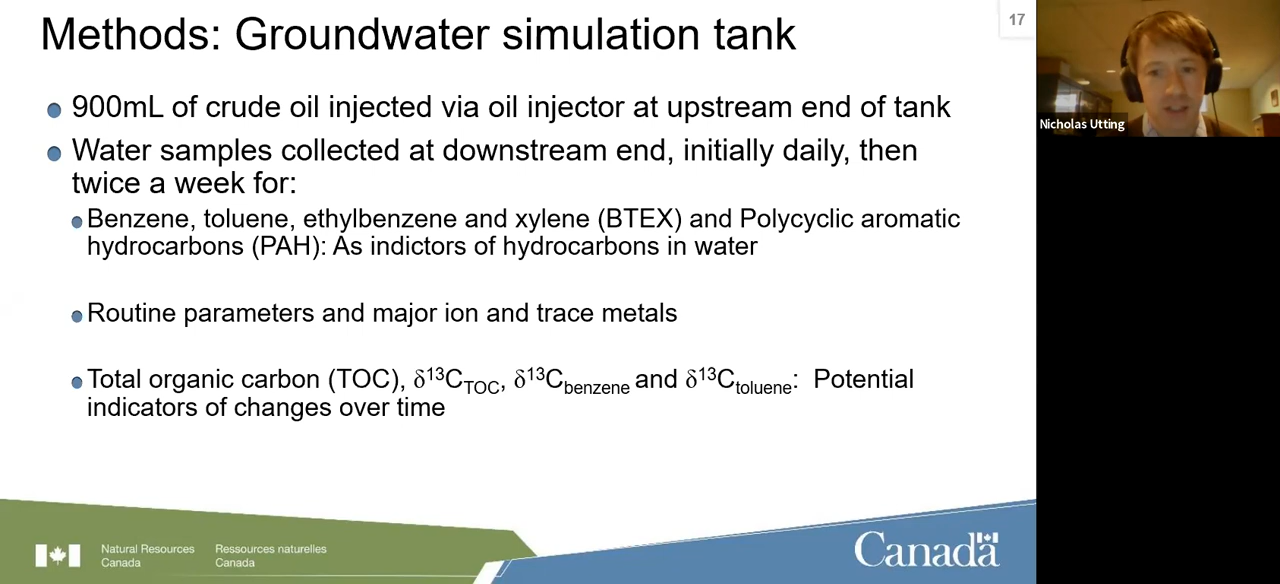 Methods: Groundwater simulation tank
17
900mL of crude oil injected via oil injector at upstream end of tank
Water samples collected at downstream end, initially daily, then
twice a week for:
Benzene, toluene, ethylbenzene and xylene (BTEX) and Polycyclic aromatic
hydrocarbons (PAH): As indictors of hydrocarbons in water
Routine parameters and major ion and trace metals
Total organic carbon (TOC), δ¹³C_TOC, δ¹³C_benzene and δ¹³C_toluene: Potential
indicators of changes over time
Nicholas Utting
Natural Resources
Canada
Ressources naturelles
Canada
Canada